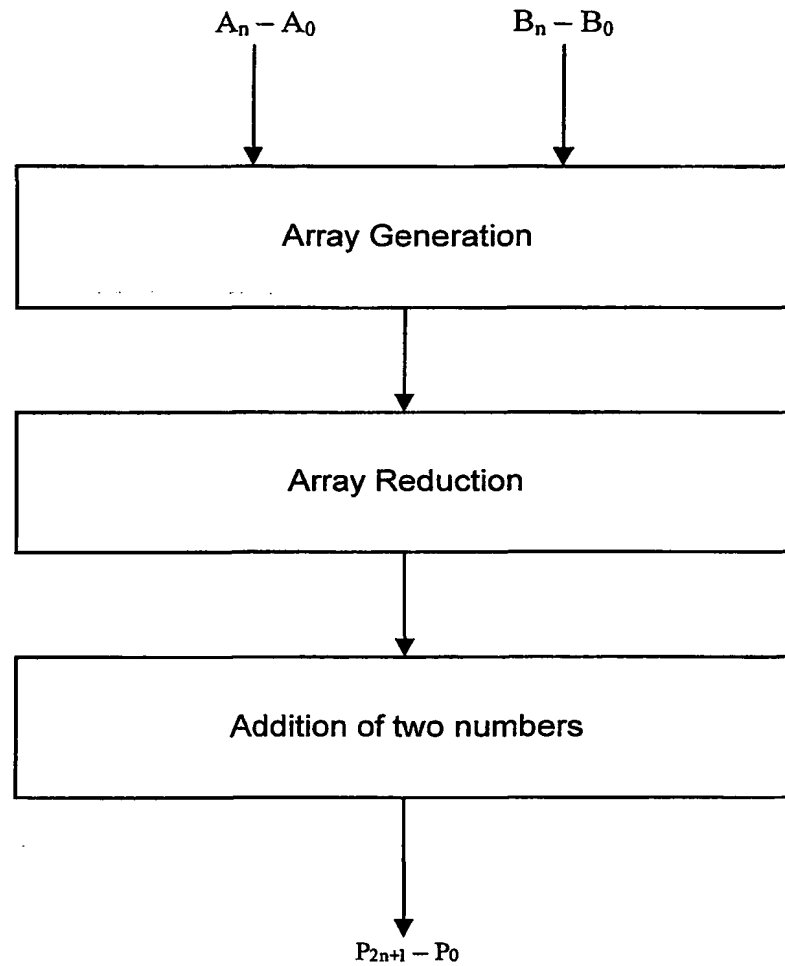 Aₙ – A₀ Bₙ – B₀
Array Generation
Array Reduction
Addition of two numbers
P₂ₙ₊₁ – P₀